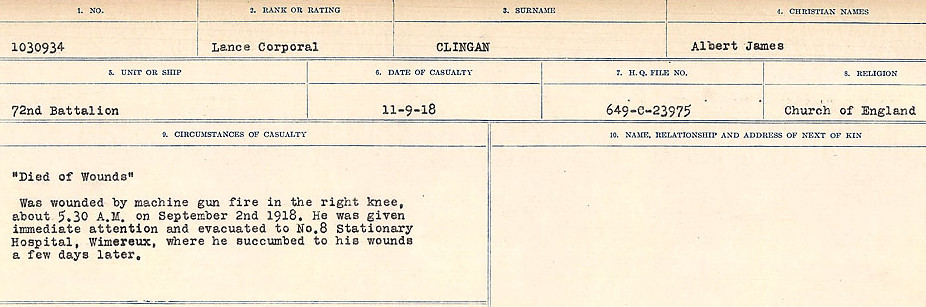 1. NO. 2. RANK OR RATING 3. SURNAME 4. CHRISTIAN NAMES
1030934 Lance Corporal CLINGAN Albert James
5. UNIT OR SHIP 6. DATE OF CASUALTY 7. H. Q. FILE NO. 8. RELIGION
72nd Battalion 11-9-18 649-C-23975 Church of England
9. CIRCUMSTANCES OF CASUALTY 10. NAME, RELATIONSHIP AND ADDRESS OF NEXT OF KIN
"Died of Wounds"
Was wounded by machine gun fire in the right knee,
about 5.30 A.M. on September 2nd 1918. He was given
immediate attention and evacuated to No.8 Stationary
Hospital, Wimereux, where he succumbed to his wounds
a few days later.